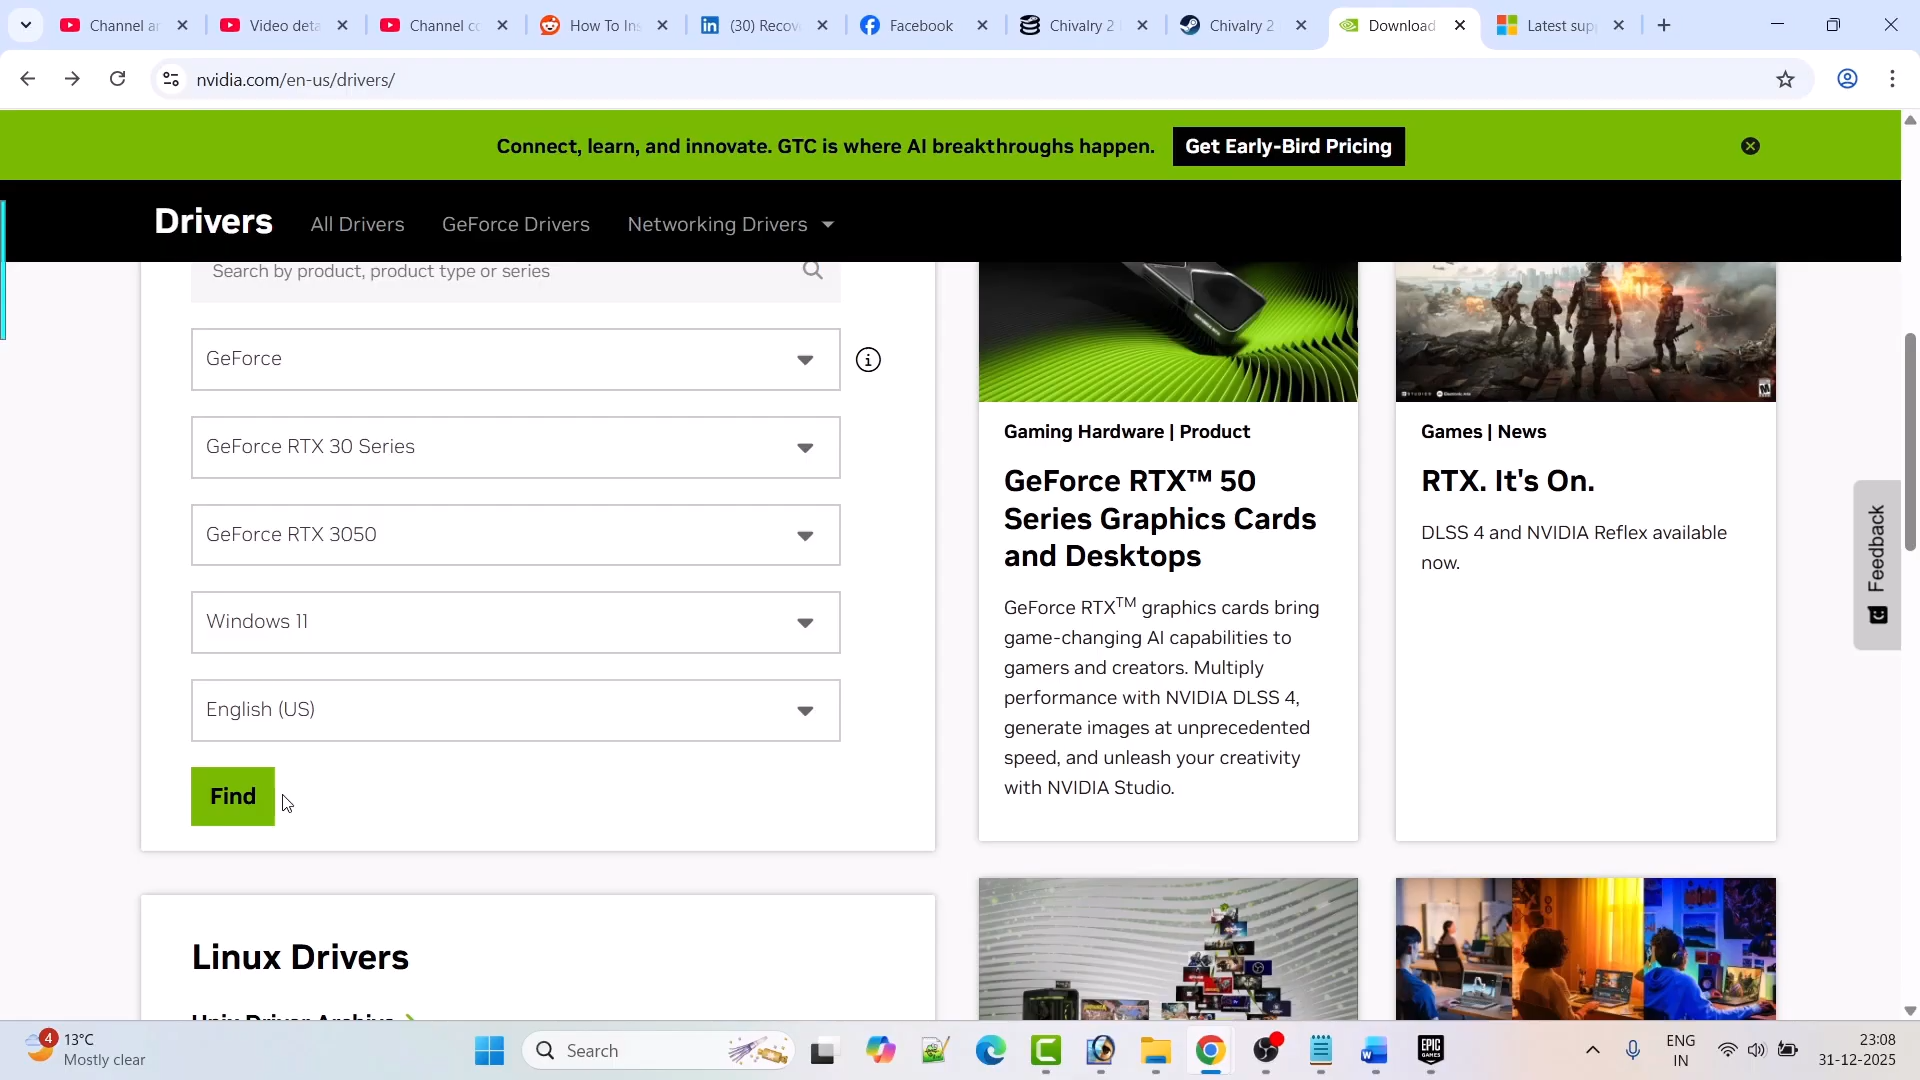 Channel an
Video deta
Channel co
How To Ins
(30) Recov
Facebook
Chivalry 2
Chivalry 2
Download
Latest sup
nvidia.com/en-us/drivers/
Connect, learn, and innovate. GTC is where AI breakthroughs happen.
Get Early-Bird Pricing
Drivers
All Drivers
GeForce Drivers
Networking Drivers
Search by product, product type or series
GeForce
GeForce RTX 30 Series
GeForce RTX 3050
Windows 11
English (US)
Find
Linux Drivers
Gaming Hardware | Product
GeForce RTX™ 50
Series Graphics Cards
and Desktops
GeForce RTX™ graphics cards bring
game-changing AI capabilities to
gamers and creators. Multiply
performance with NVIDIA DLSS 4,
generate images at unprecedented
speed, and unleash your creativity
with NVIDIA Studio.
Games | News
RTX. It's On.
DLSS 4 and NVIDIA Reflex available
now.
Feedback
4
13°C
Mostly clear
Search
EPIC
GAMES
ENG
IN
23:08
31-12-2025